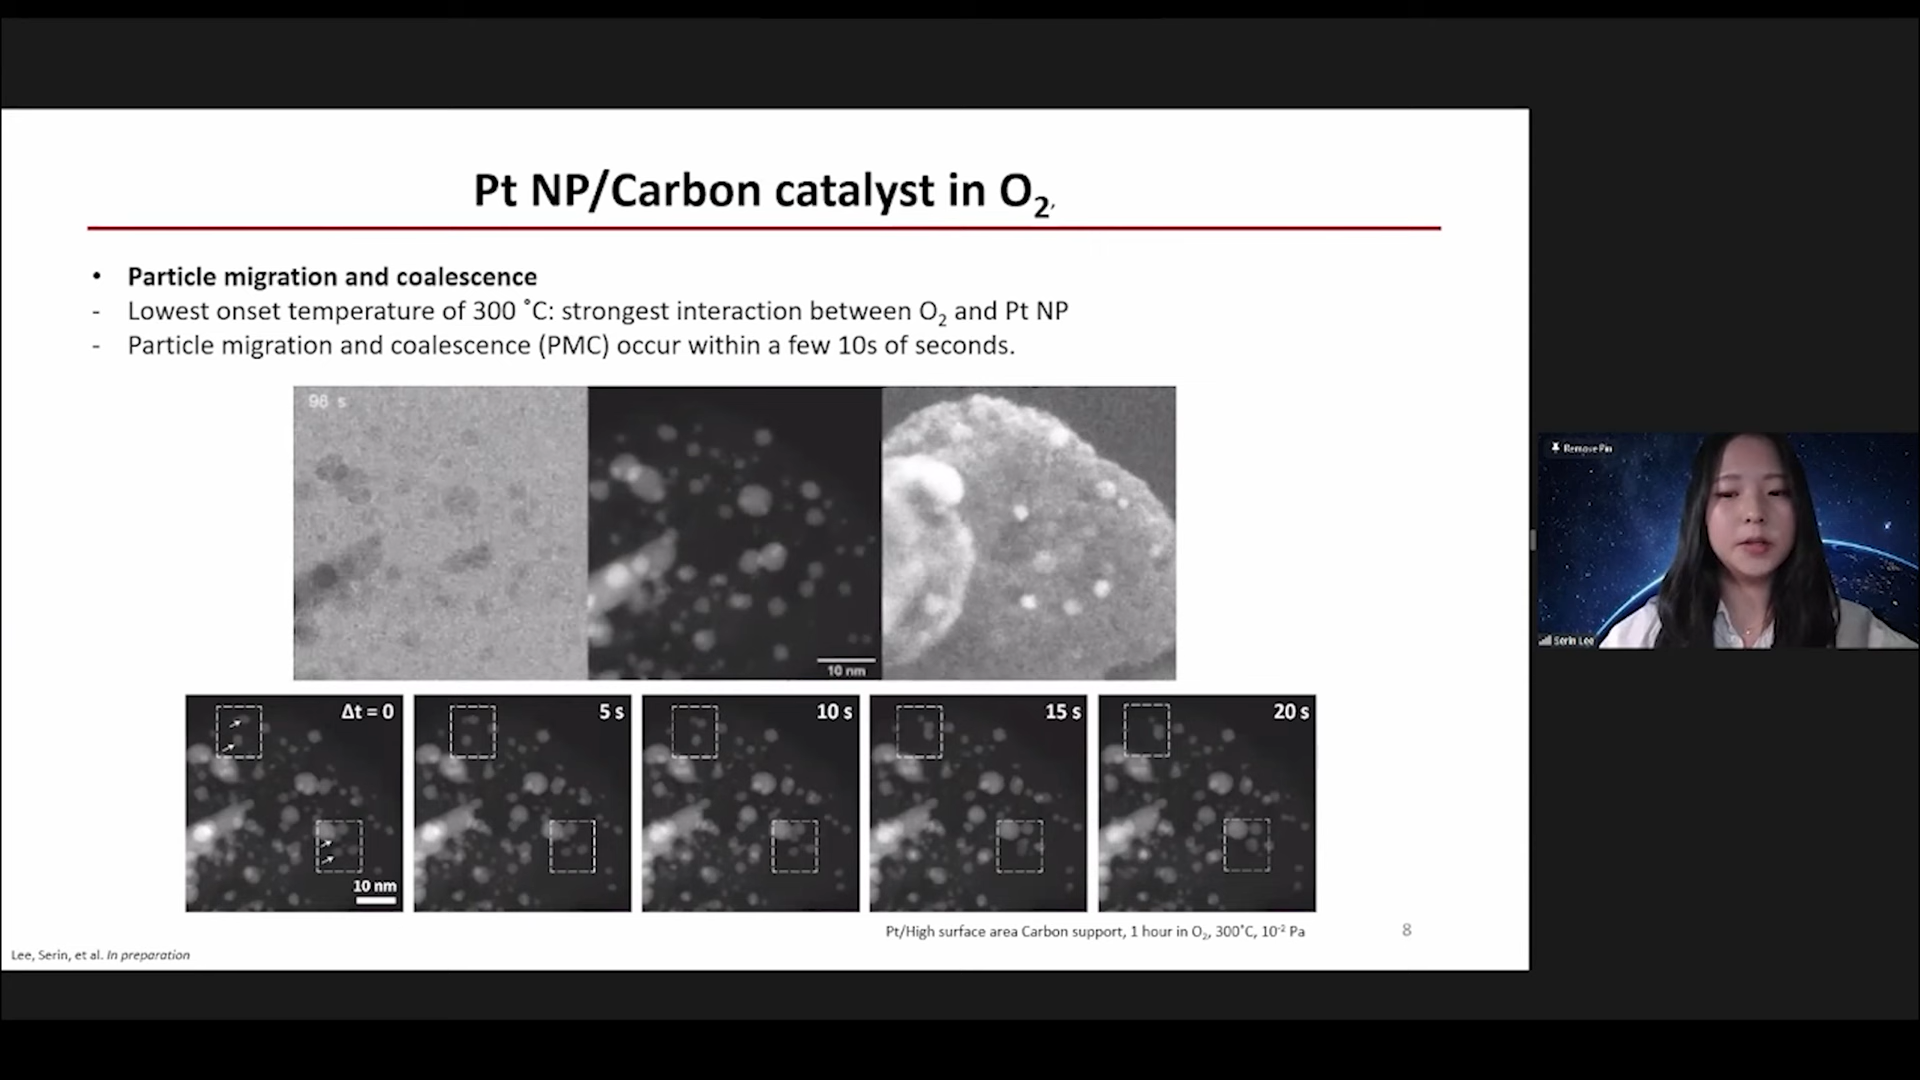 Pt NP/Carbon catalyst in O₂,
• Particle migration and coalescence
- Lowest onset temperature of 300 ˚C: strongest interaction between O₂ and Pt NP
- Particle migration and coalescence (PMC) occur within a few 10s of seconds.
96 s
10 nm
Δt = 0
5 s
10 s
15 s
20 s
10 nm
Pt/High surface area Carbon support, 1 hour in O₂, 300˚C, 10⁻² Pa
8
Lee, Serin, et al. In preparation
Remove Pin
Serin Lee